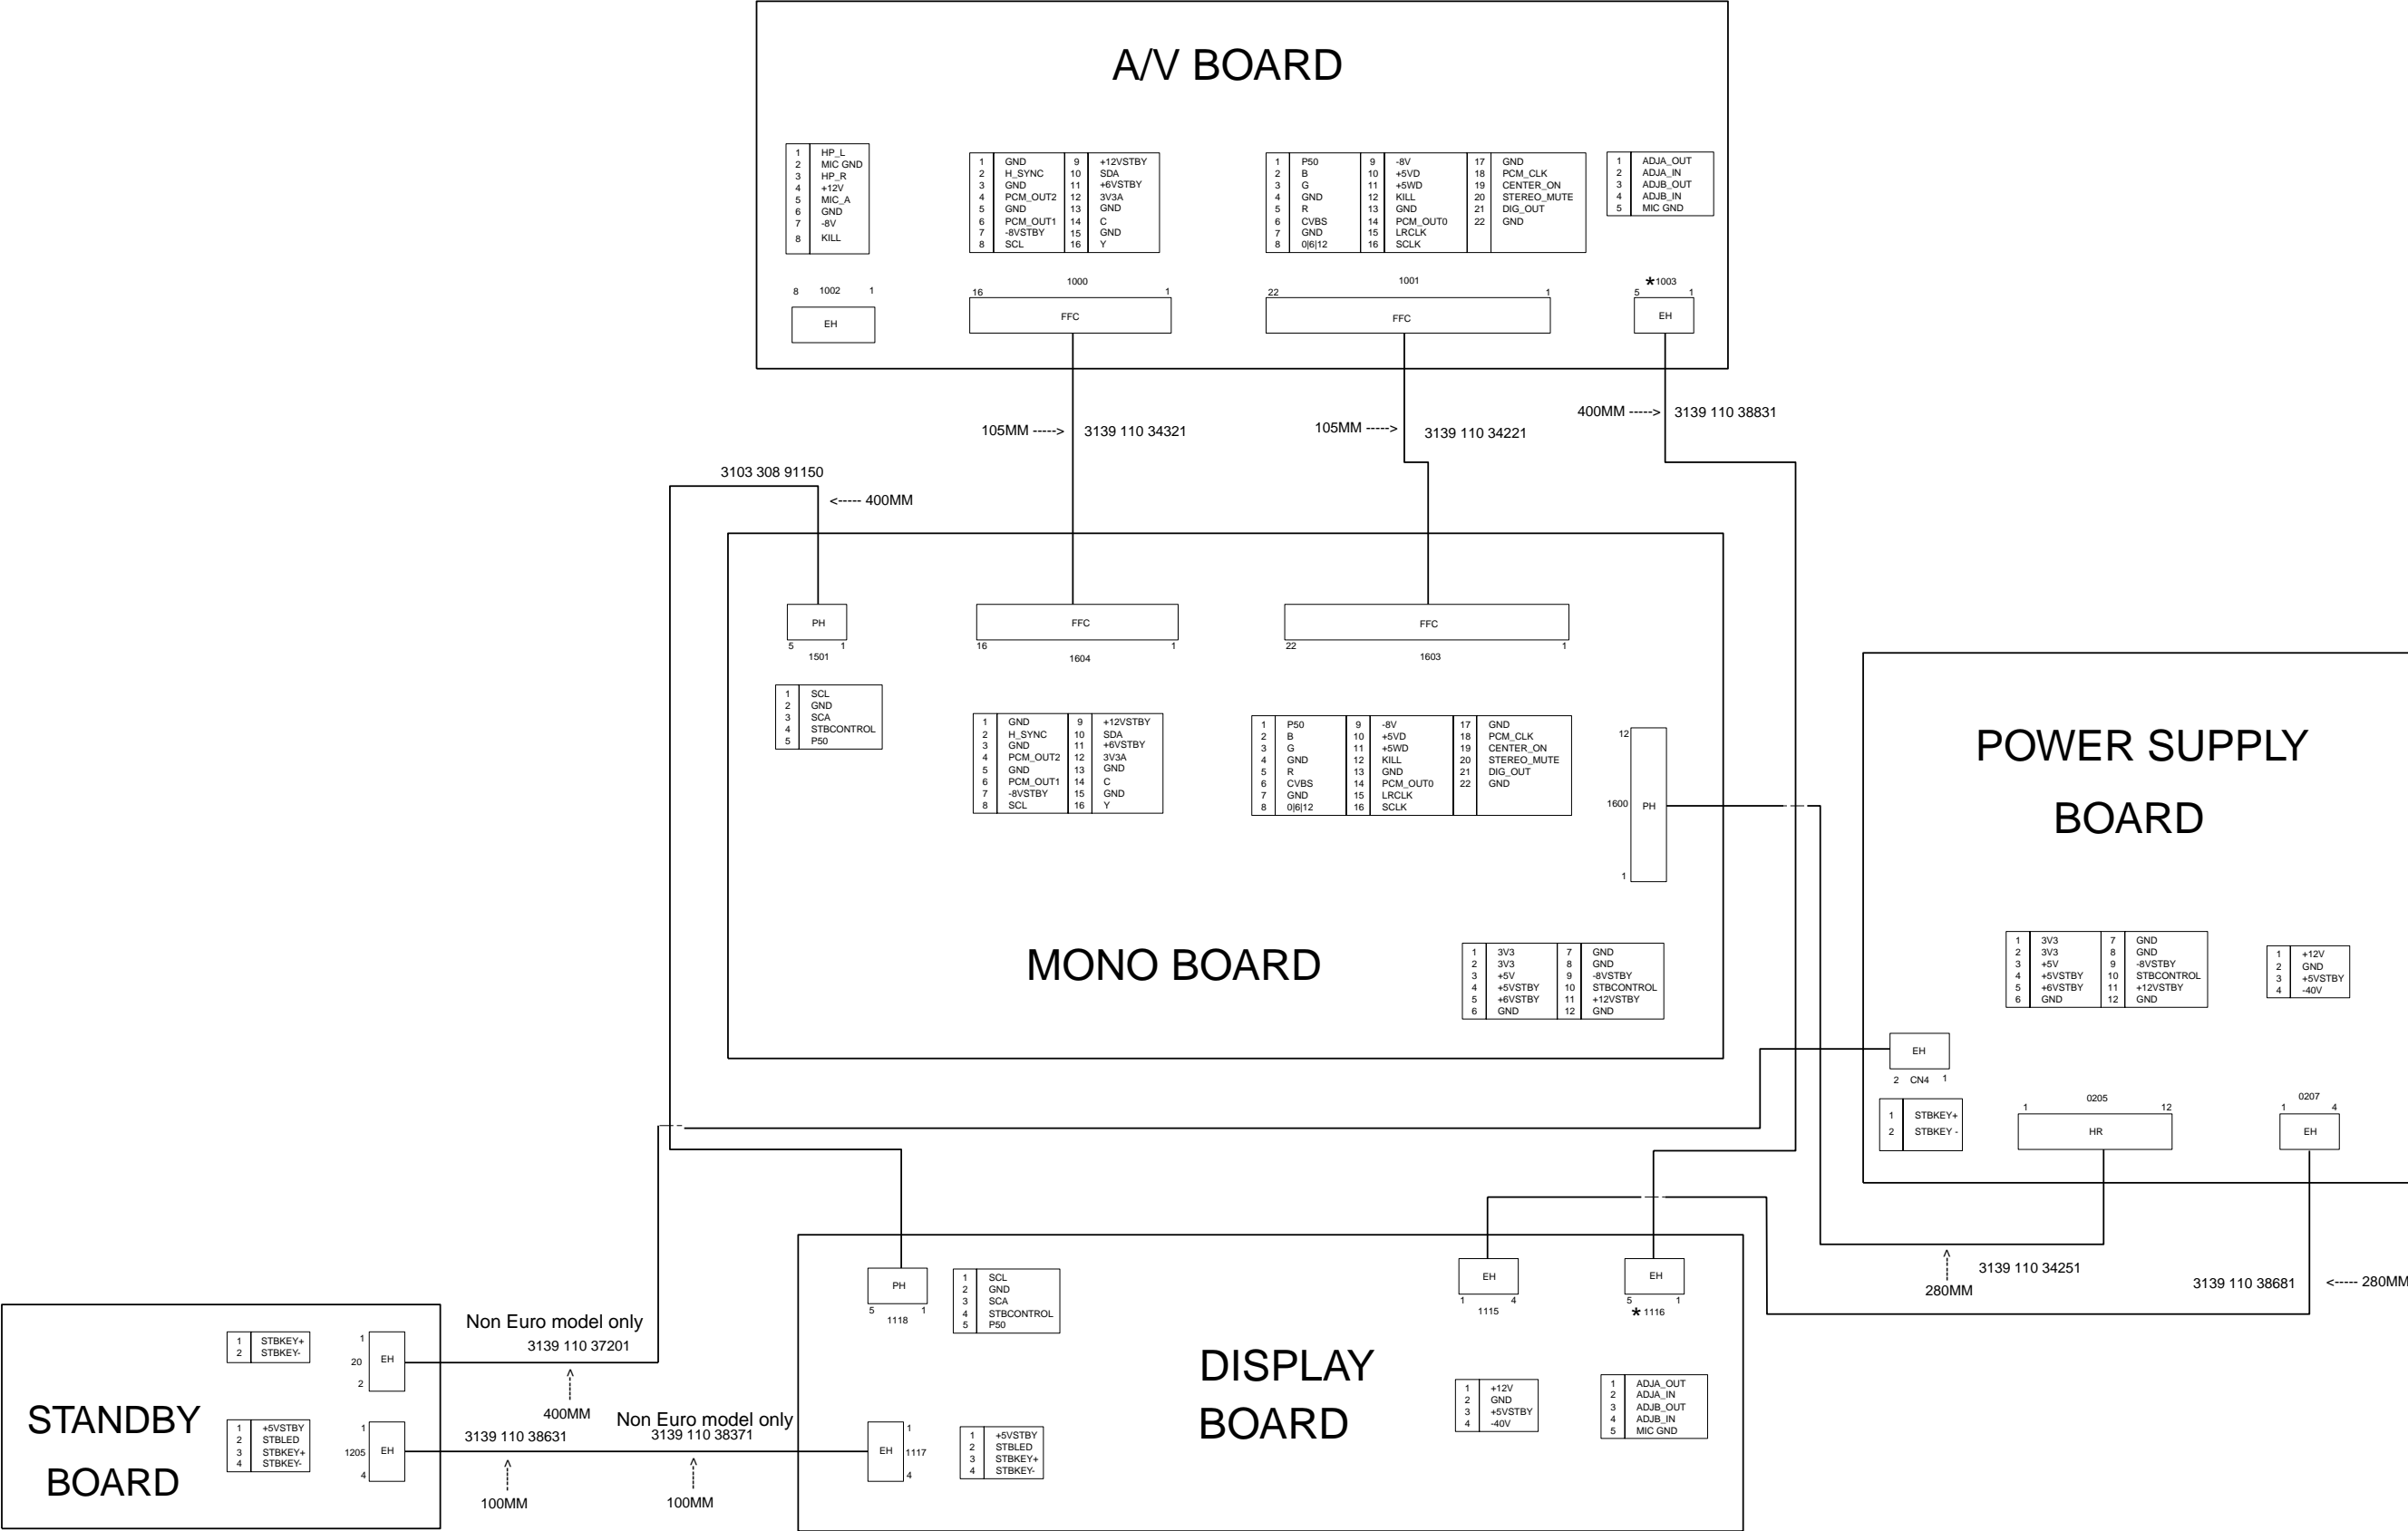 A/V BOARD
1 HP_L
2 MIC GND
3 HP_R
4 +12V
5 MIC_A
6 GND
7 -8V
8 KILL
1 GND 9 +12VSTBY
2 H_SYNC 10 SDA
3 GND 11 +6VSTBY
4 PCM_OUT2 12 3V3A
5 GND 13 GND
6 PCM_OUT1 14 C
7 -8VSTBY 15 GND
8 SCL 16 Y
1 P50 9 -8V 17 GND
2 B 10 +5VD 18 PCM_CLK
3 G 11 +5WD 19 CENTER_ON
4 GND 12 KILL 20 STEREO_MUTE
5 R 13 GND 21 DIG_OUT
6 CVBS 14 PCM_OUT0 22 GND
7 GND 15 LRCLK
8 0|6|12 16 SCLK
1 ADJA_OUT
2 ADJA_IN
3 ADJB_OUT
4 ADJB_IN
5 MIC GND
8 1002 1
EH
1000
16 1
FFC
1001
22 1
FFC
*1003
5 1
EH
105MM -----> 3139 110 34321
105MM -----> 3139 110 34221
400MM -----> 3139 110 38831
3103 308 91150
<----- 400MM
PH
5 1
1501
FFC
16 1
1604
FFC
22 1
1603
1 SCL
2 GND
3 SCA
4 STBCONTROL
5 P50
1 GND 9 +12VSTBY
2 H_SYNC 10 SDA
3 GND 11 +6VSTBY
4 PCM_OUT2 12 3V3A
5 GND 13 GND
6 PCM_OUT1 14 C
7 -8VSTBY 15 GND
8 SCL 16 Y
1 P50 9 -8V 17 GND
2 B 10 +5VD 18 PCM_CLK
3 G 11 +5WD 19 CENTER_ON
4 GND 12 KILL 20 STEREO_MUTE
5 R 13 GND 21 DIG_OUT
6 CVBS 14 PCM_OUT0 22 GND
7 GND 15 LRCLK
8 0|6|12 16 SCLK
12
1600 PH
1
MONO BOARD
1 3V3 7 GND
2 3V3 8 GND
3 +5V 9 -8VSTBY
4 +5VSTBY 10 STBCONTROL
5 +6VSTBY 11 +12VSTBY
6 GND 12 GND
POWER SUPPLY
BOARD
1 3V3 7 GND
2 3V3 8 GND
3 +5V 9 -8VSTBY
4 +5VSTBY 10 STBCONTROL
5 +6VSTBY 11 +12VSTBY
6 GND 12 GND
1 +12V
2 GND
3 +5VSTBY
4 -40V
EH
2 CN4 1
1 STBKEY+
2 STBKEY -
0205
1 12
HR
0207
1 4
EH
3139 110 34251
280MM
3139 110 38681 <----- 280MM
PH
5 1
1118
1 SCL
2 GND
3 SCA
4 STBCONTROL
5 P50
EH
1 4
1115
EH
5 1
*1116
DISPLAY
BOARD
1 +12V
2 GND
3 +5VSTBY
4 -40V
1 ADJA_OUT
2 ADJA_IN
3 ADJB_OUT
4 ADJB_IN
5 MIC GND
1
EH 1117
4
1 +5VSTBY
2 STBLED
3 STBKEY+
4 STBKEY-
Non Euro model only
3139 110 37201
400MM
3139 110 38631
100MM
Non Euro model only
3139 110 38371
100MM
STANDBY
BOARD
1 STBKEY+
2 STBKEY-
1
20 EH
2
1 +5VSTBY
2 STBLED
3 STBKEY+
4 STBKEY-
1
1205 EH
4